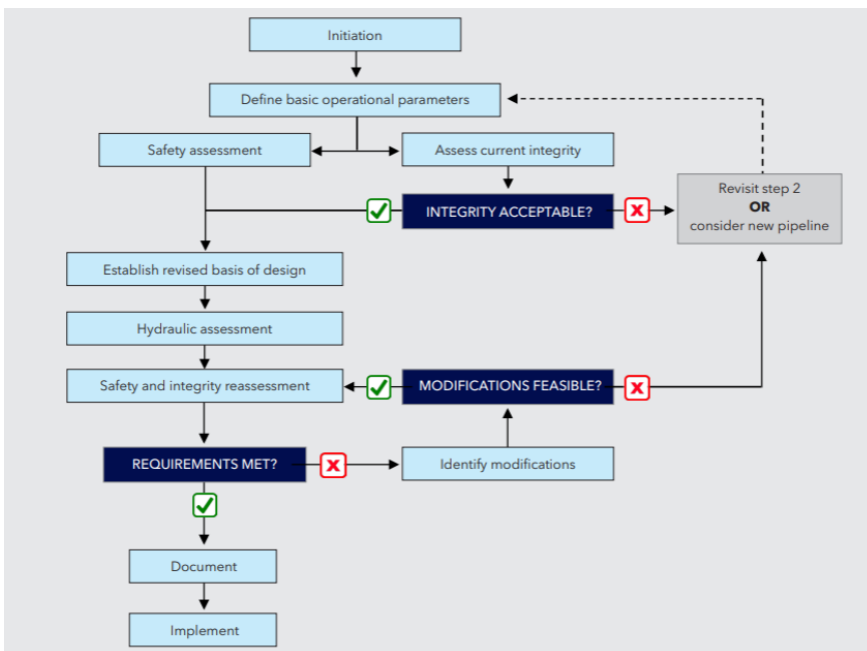 Initiation
Define basic operational parameters
Safety assessment
Assess current integrity
INTEGRITY ACCEPTABLE?
Revisit step 2
OR
consider new pipeline
Establish revised basis of design
Hydraulic assessment
Safety and integrity reassessment
MODIFICATIONS FEASIBLE?
REQUIREMENTS MET?
Identify modifications
Document
Implement